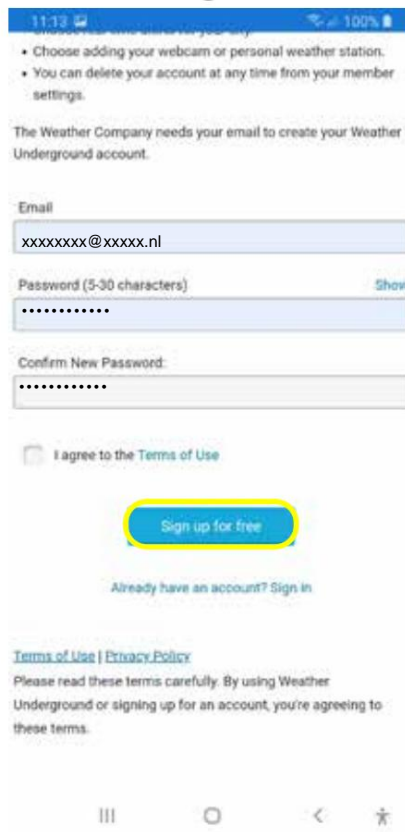 11:13 100%
• Choose adding your webcam or personal weather station.
• You can delete your account at any time from your member
settings.
The Weather Company needs your email to create your Weather
Underground account.
Email
xxxxxxxx@xxxxx.nl
Password (5-30 characters) Show
••••••••••••
Confirm New Password:
••••••••••••
I agree to the Terms of Use
Sign up for free
Already have an account? Sign in
Terms of Use | Privacy Policy
Please read these terms carefully. By using Weather
Underground or signing up for an account, you're agreeing to
these terms.